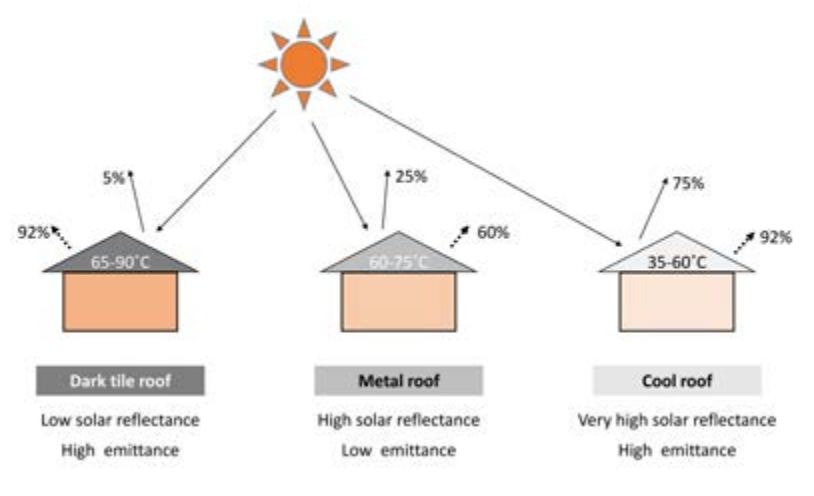 5%
25%
75%
92%
60%
92%
65-90˚C
60-75˚C
35-60˚C
Dark tile roof
Metal roof
Cool roof
Low solar reflectance
High solar reflectance
Very high solar reflectance
High emittance
Low emittance
High emittance